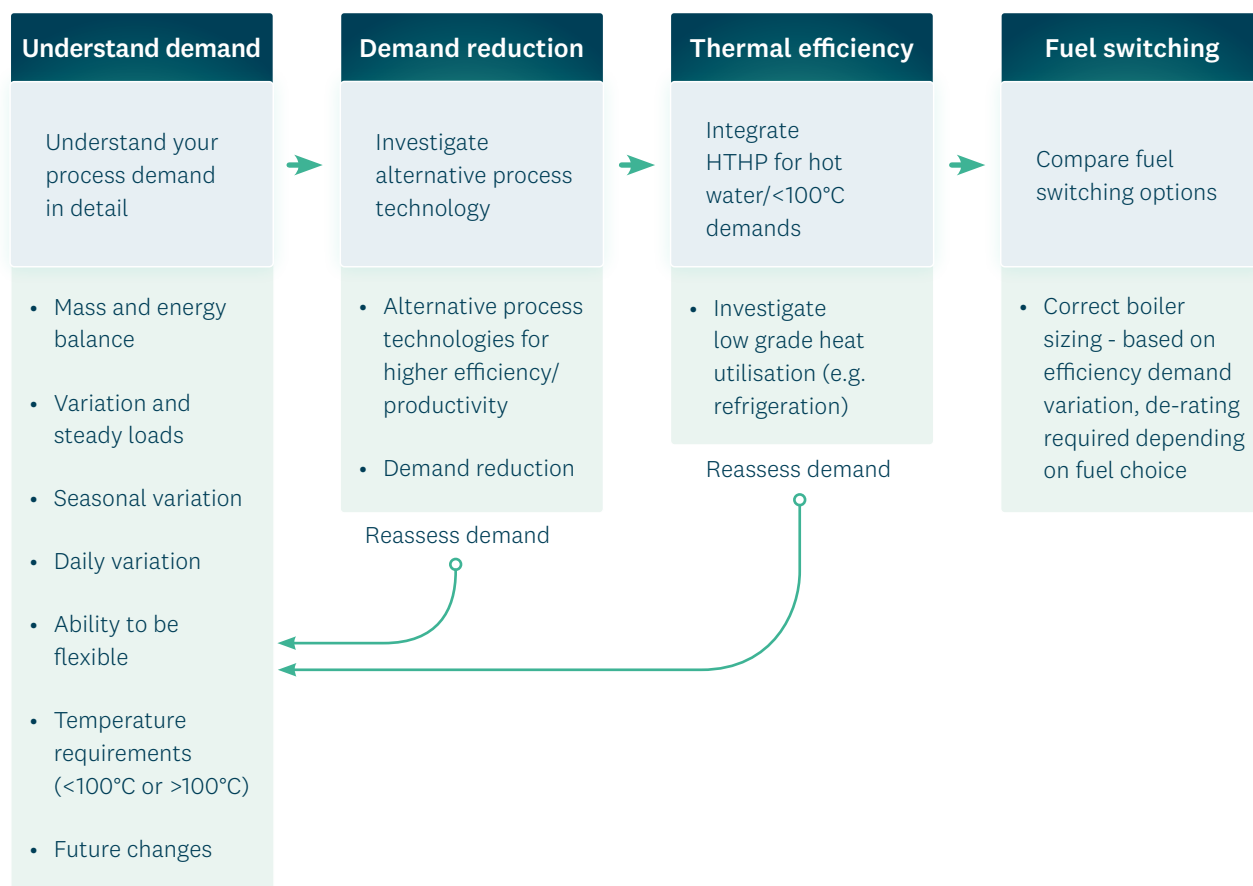 Understand demand
Understand your
process demand
in detail
• Mass and energy
balance
• Variation and
steady loads
• Seasonal variation
• Daily variation
• Ability to be
flexible
• Temperature
requirements
(<100°C or >100°C)
• Future changes
Demand reduction
Investigate
alternative process
technology
• Alternative process
technologies for
higher efficiency/
productivity
• Demand reduction
Reassess demand
Thermal efficiency
Integrate
HTHP for hot
water/<100°C
demands
• Investigate
low grade heat
utilisation (e.g.
refrigeration)
Reassess demand
Fuel switching
Compare fuel
switching options
• Correct boiler
sizing - based on
efficiency demand
variation, de-rating
required depending
on fuel choice